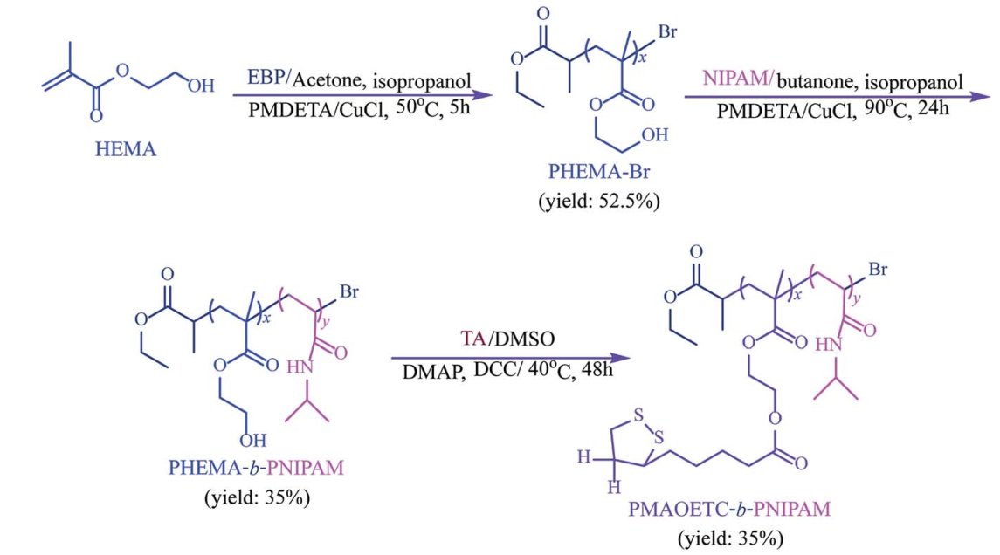 O
OH
O
HEMA
EBP/Acetone, isopropanol
PMDETA/CuCl, 50°C, 5h
O
Br
O
x
O
O
OH
PHEMA-Br
(yield: 52.5%)
NIPAM/butanone, isopropanol
PMDETA/CuCl, 90°C, 24h
O
Br
O
x
y
O
O
HN
O
OH
PHEMA-b-PNIPAM
(yield: 35%)
TA/DMSO
DMAP, DCC/ 40°C, 48h
O
Br
O
x
y
O
O
HN
O
O
S
S
H
H
O
PMAOETC-b-PNIPAM
(yield: 35%)